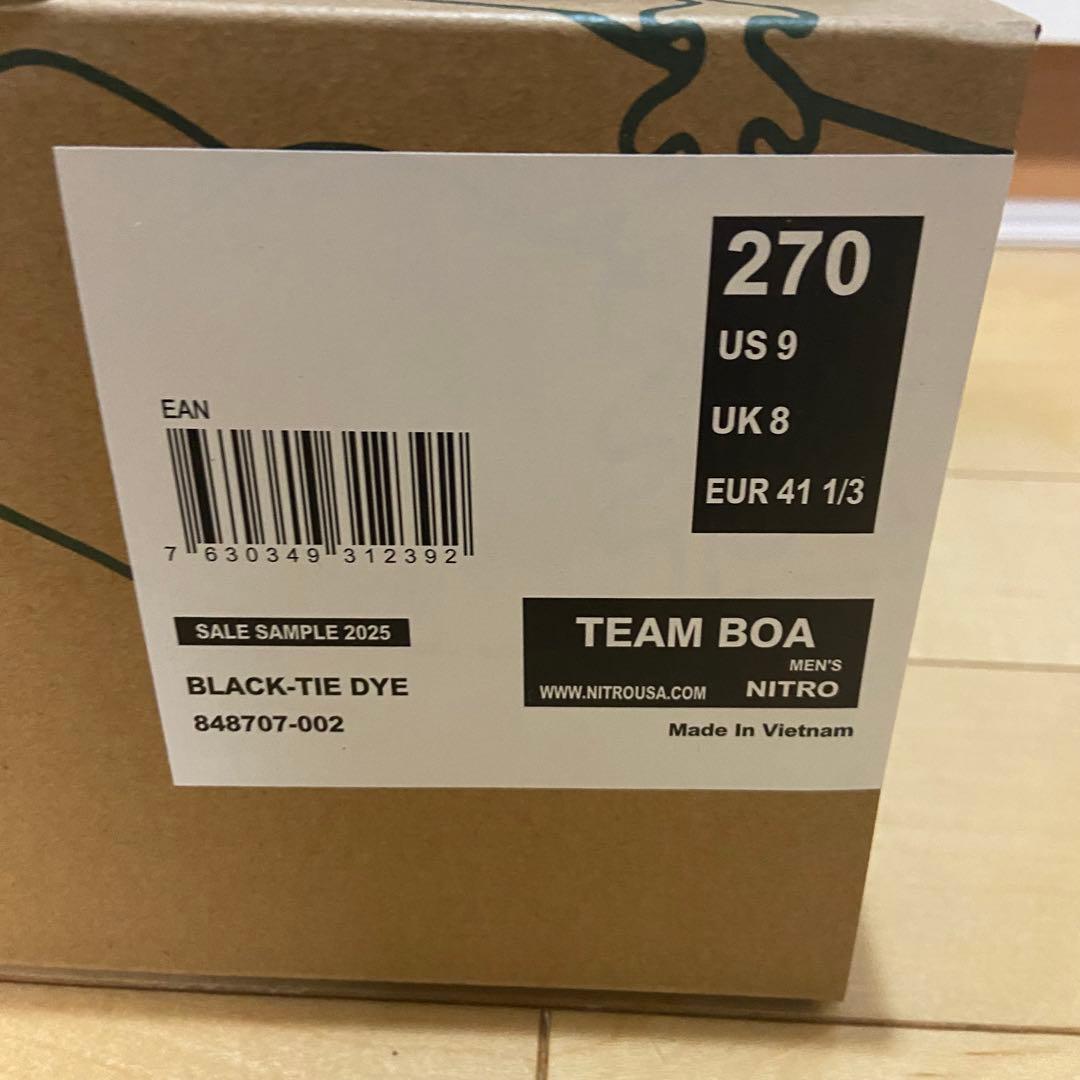 270
US 9
UK 8
EUR 41 1/3
EAN
7 630349 312392
SALE SAMPLE 2025
BLACK-TIE DYE
848707-002
TEAM BOA
MEN'S
WWW.NITROUSA.COM NITRO
Made In Vietnam